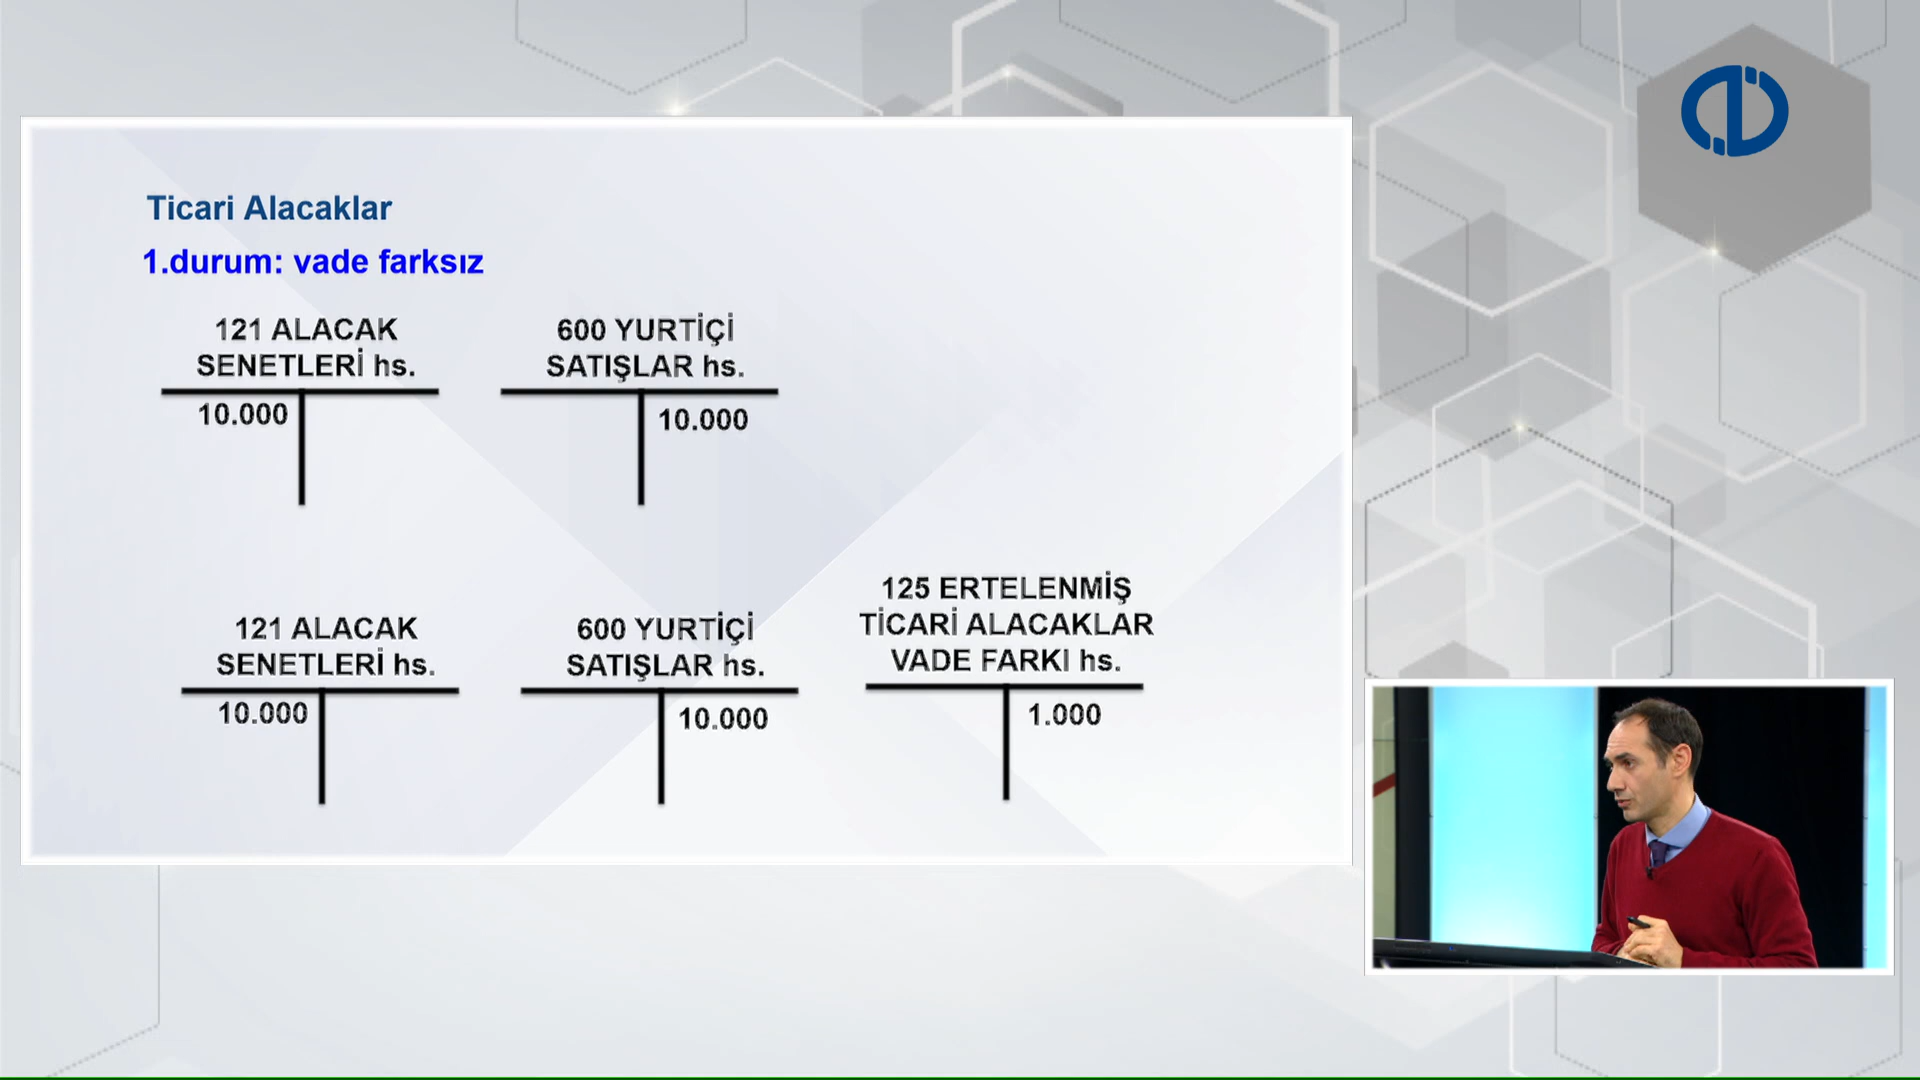 Ticari Alacaklar
1.durum: vade farksız
121 ALACAK
SENETLERİ hs.
10.000
600 YURTİÇİ
SATIŞLAR hs.
10.000
121 ALACAK
SENETLERİ hs.
10.000
600 YURTİÇİ
SATIŞLAR hs.
10.000
125 ERTELENMİŞ
TİCARİ ALACAKLAR
VADE FARKI hs.
1.000